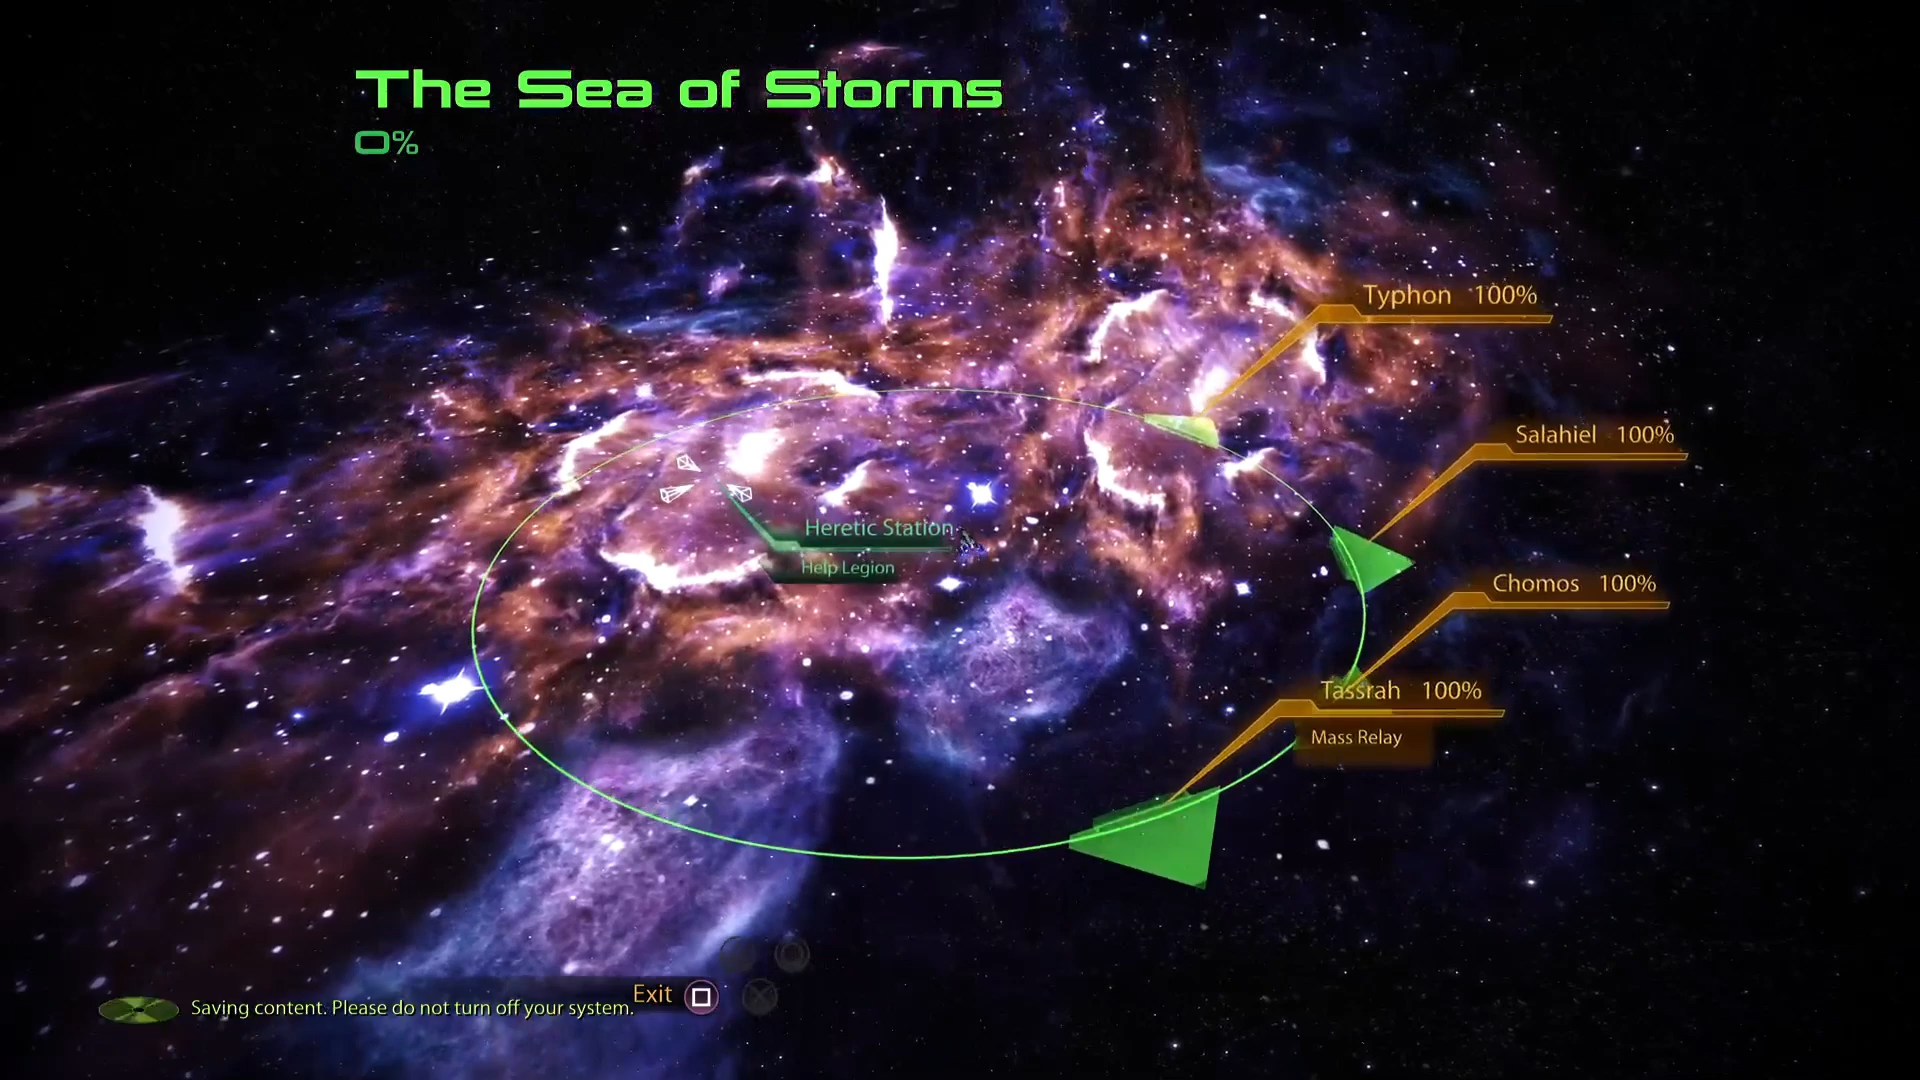 The Sea of Storms
0%
Typhon 100%
Salahiel 100%
Heretic Station
Help Legion
Chomos 100%
Tassrah 100%
Mass Relay
Exit
Saving content. Please do not turn off your system.